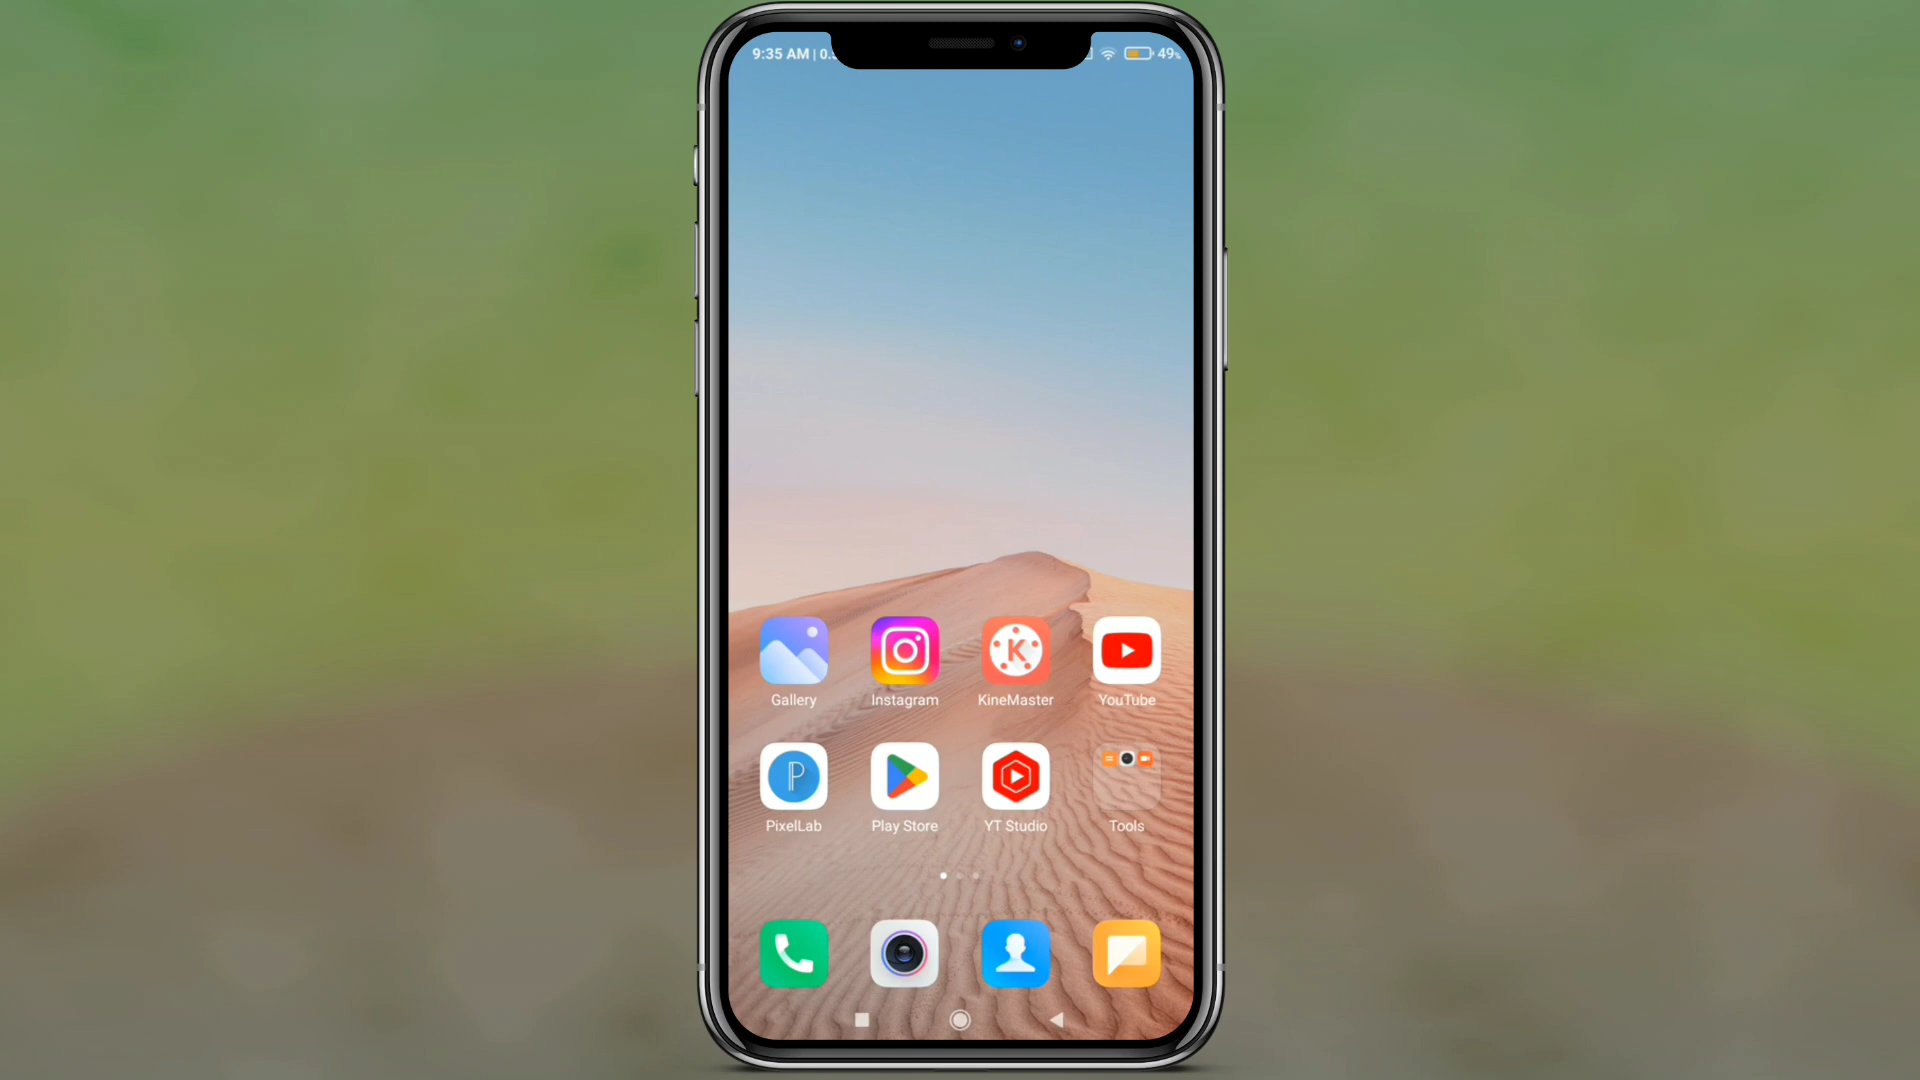 9:35 AM | 0.
49%
Gallery Instagram KineMaster YouTube
PixelLab Play Store YT Studio Tools